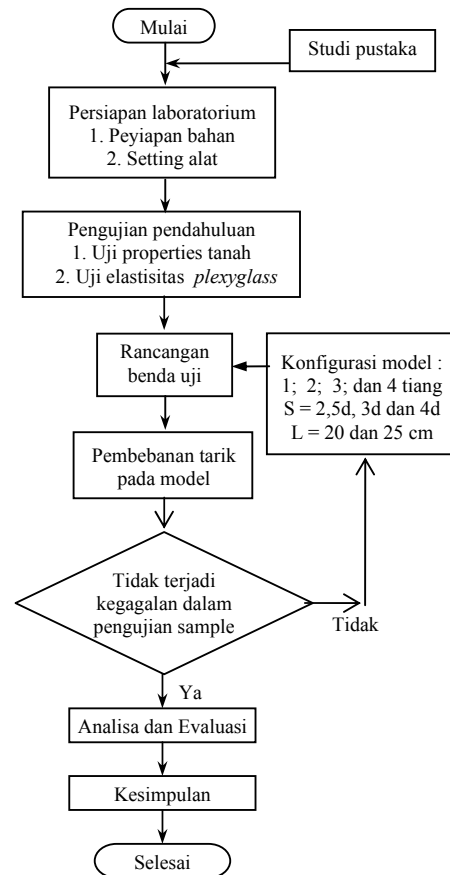 Mulai
Studi pustaka
Persiapan laboratorium
1. Peyiapan bahan
2. Setting alat
Pengujian pendahuluan
1. Uji properties tanah
2. Uji elastisitas plexyglass
Rancangan
benda uji
Konfigurasi model :
1; 2; 3; dan 4 tiang
S = 2,5d, 3d dan 4d
L = 20 dan 25 cm
Pembebanan tarik
pada model
Tidak terjadi
kegagalan dalam
pengujian sample
Tidak
Ya
Analisa dan Evaluasi
Kesimpulan
Selesai